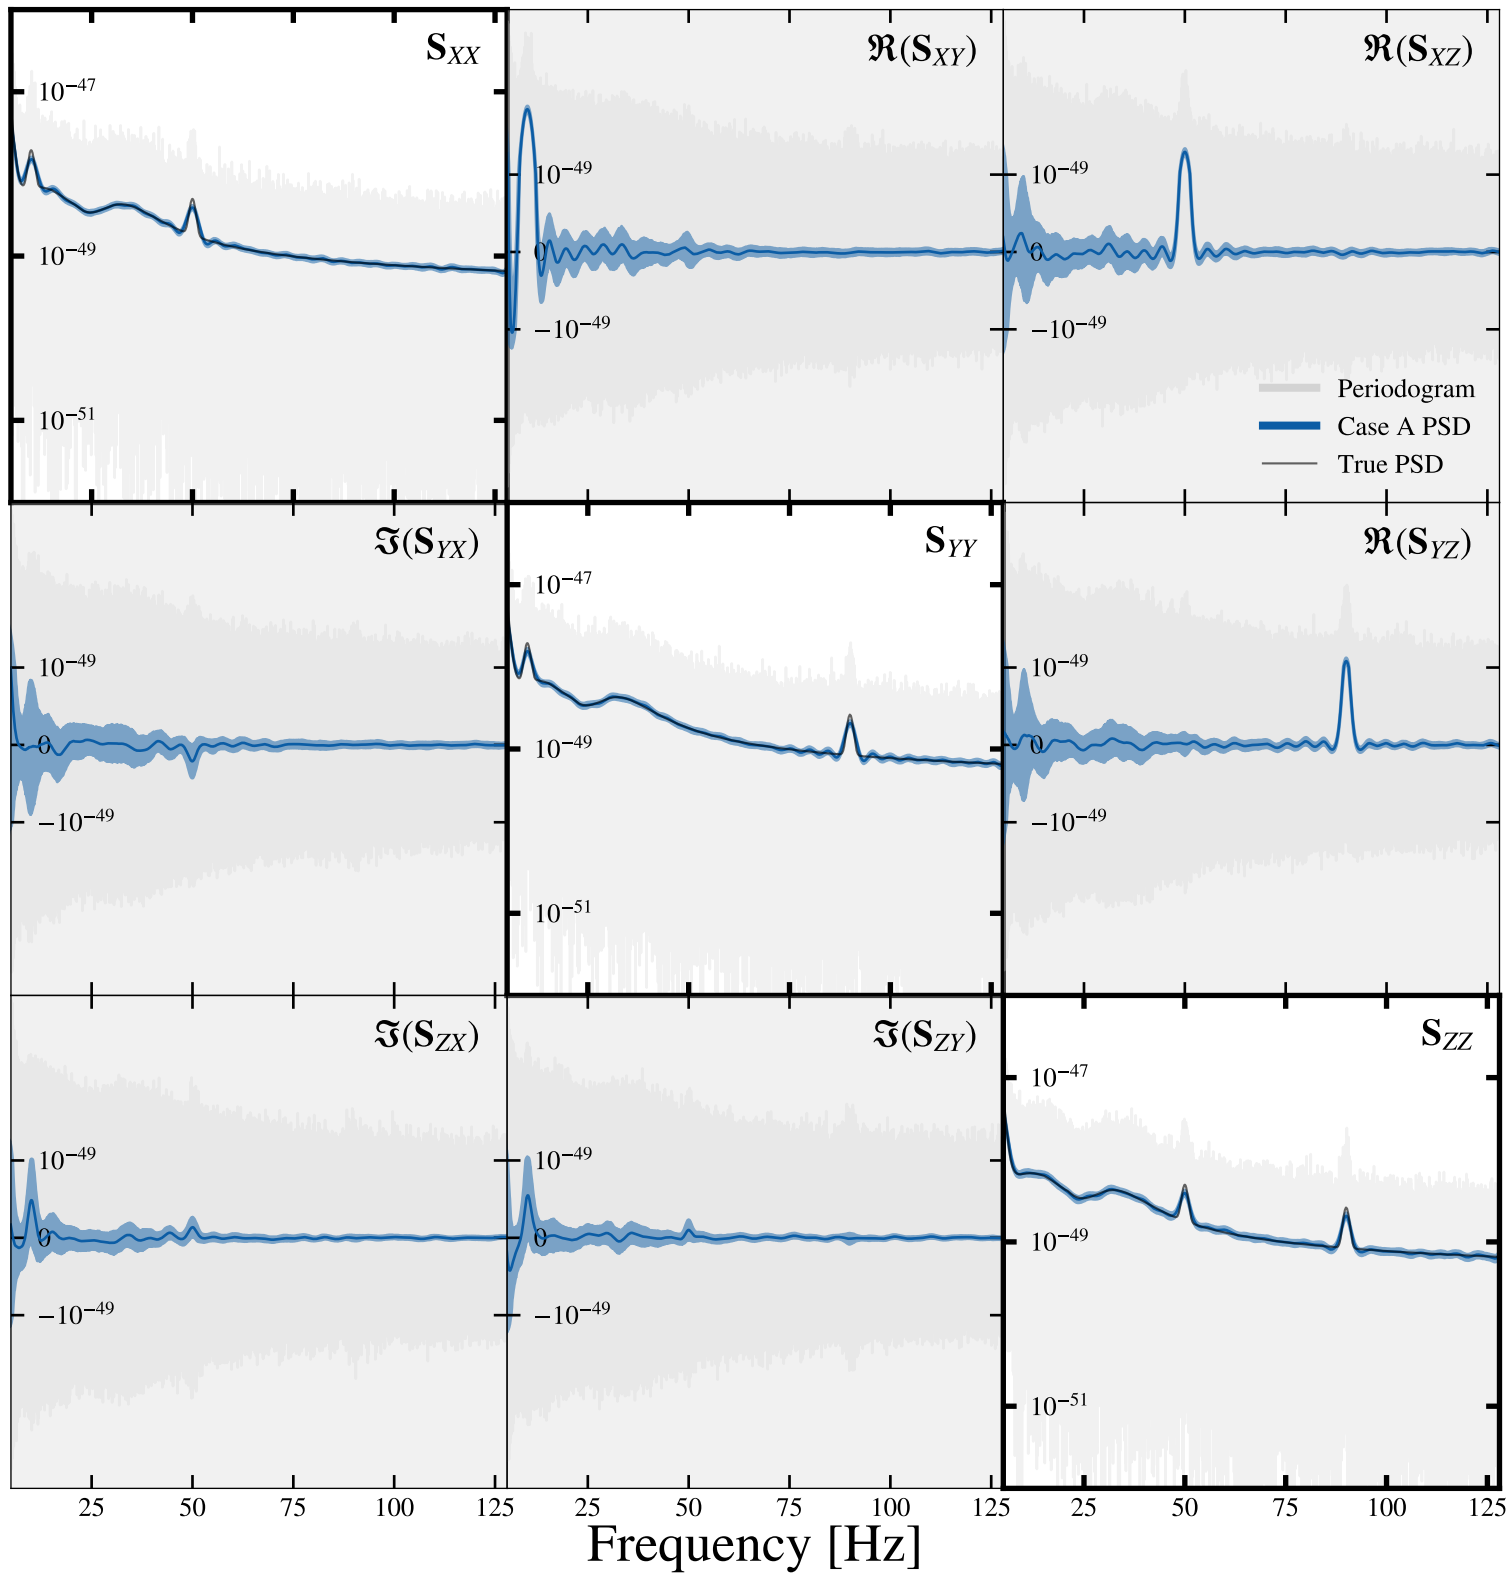 𝐒_XX
10⁻⁴⁷
10⁻⁴⁹
10⁻⁵¹
ℜ(𝐒_XY)
10⁻⁴⁹
0
−10⁻⁴⁹
ℜ(𝐒_XZ)
10⁻⁴⁹
0
−10⁻⁴⁹
Periodogram
Case A PSD
True PSD
ℑ(𝐒_YX)
10⁻⁴⁹
0
−10⁻⁴⁹
𝐒_YY
10⁻⁴⁷
10⁻⁴⁹
10⁻⁵¹
ℜ(𝐒_YZ)
10⁻⁴⁹
0
−10⁻⁴⁹
ℑ(𝐒_ZX)
10⁻⁴⁹
0
−10⁻⁴⁹
ℑ(𝐒_ZY)
10⁻⁴⁹
0
−10⁻⁴⁹
𝐒_ZZ
10⁻⁴⁷
10⁻⁴⁹
10⁻⁵¹
25 50 75 100 125 25 50 75 100 125 25 50 75 100 125
Frequency [Hz]